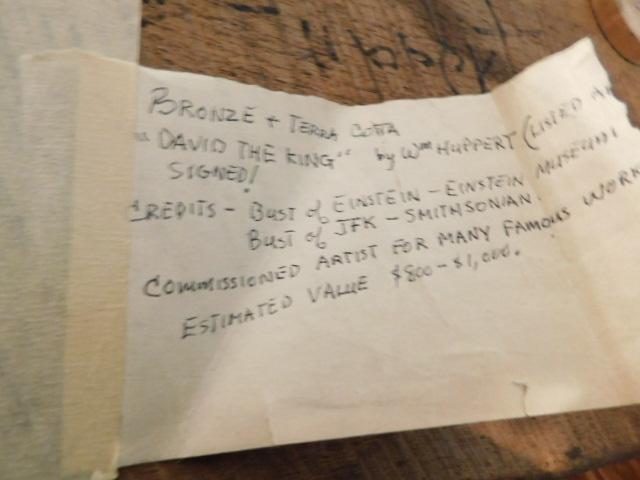 BRONZE + TERRA COTTA
"DAVID THE KING" by Wm HUPPERT (LISTED
SIGNED!
CREDITS - BUST of EINSTEIN - EINSTEIN MUSEUM
BUST of JFK - SMITHSONIAN.
COMMISSIONED ARTIST FOR MANY FAMOUS WORK
ESTIMATED VALUE $800 - $1,000.